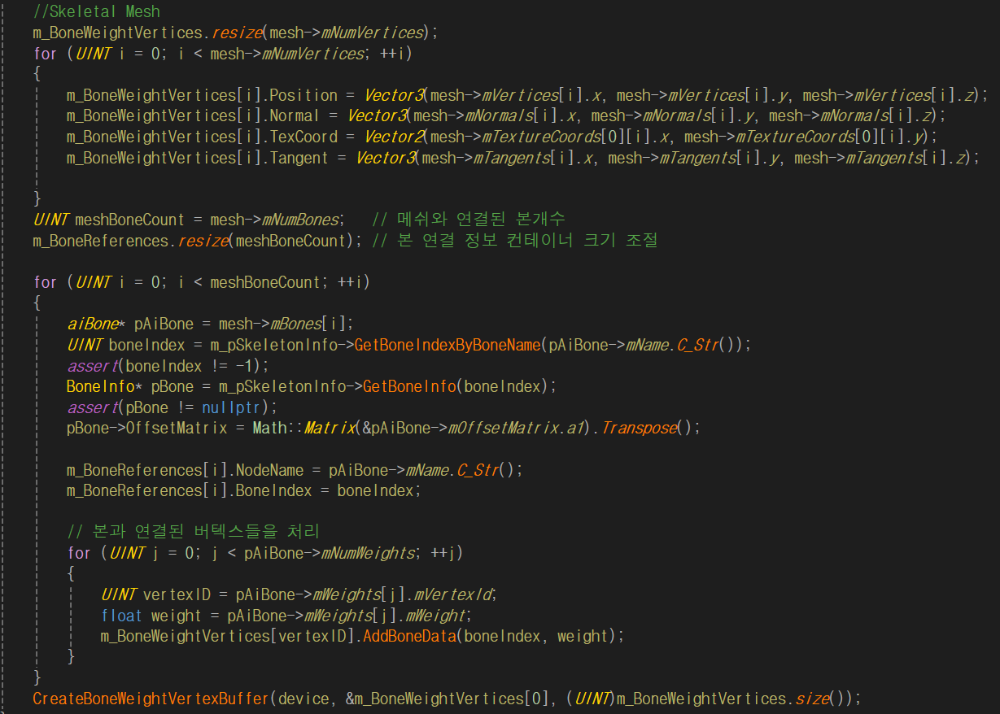 //Skeletal Mesh
m_BoneWeightVertices.resize(mesh->mNumVertices);
for (UINT i = 0; i < mesh->mNumVertices; ++i)
{
m_BoneWeightVertices[i].Position = Vector3(mesh->mVertices[i].x, mesh->mVertices[i].y, mesh->mVertices[i].z);
m_BoneWeightVertices[i].Normal = Vector3(mesh->mNormals[i].x, mesh->mNormals[i].y, mesh->mNormals[i].z);
m_BoneWeightVertices[i].TexCoord = Vector2(mesh->mTextureCoords[0][i].x, mesh->mTextureCoords[0][i].y);
m_BoneWeightVertices[i].Tangent = Vector3(mesh->mTangents[i].x, mesh->mTangents[i].y, mesh->mTangents[i].z);
}
UINT meshBoneCount = mesh->mNumBones;   // 메쉬와 연결된 본개수
m_BoneReferences.resize(meshBoneCount); // 본 연결 정보 컨테이너 크기 조절
for (UINT i = 0; i < meshBoneCount; ++i)
{
aiBone* pAiBone = mesh->mBones[i];
UINT boneIndex = m_pSkeletonInfo->GetBoneIndexByBoneName(pAiBone->mName.C_Str());
assert(boneIndex != -1);
BoneInfo* pBone = m_pSkeletonInfo->GetBoneInfo(boneIndex);
assert(pBone != nullptr);
pBone->OffsetMatrix = Math::Matrix(&pAiBone->mOffsetMatrix.a1).Transpose();
m_BoneReferences[i].NodeName = pAiBone->mName.C_Str();
m_BoneReferences[i].BoneIndex = boneIndex;
// 본과 연결된 버텍스들을 처리
for (UINT j = 0; j < pAiBone->mNumWeights; ++j)
{
UINT vertexID = pAiBone->mWeights[j].mVertexId;
float weight = pAiBone->mWeights[j].mWeight;
m_BoneWeightVertices[vertexID].AddBoneData(boneIndex, weight);
}
}
CreateBoneWeightVertexBuffer(device, &m_BoneWeightVertices[0], (UINT)m_BoneWeightVertices.size());